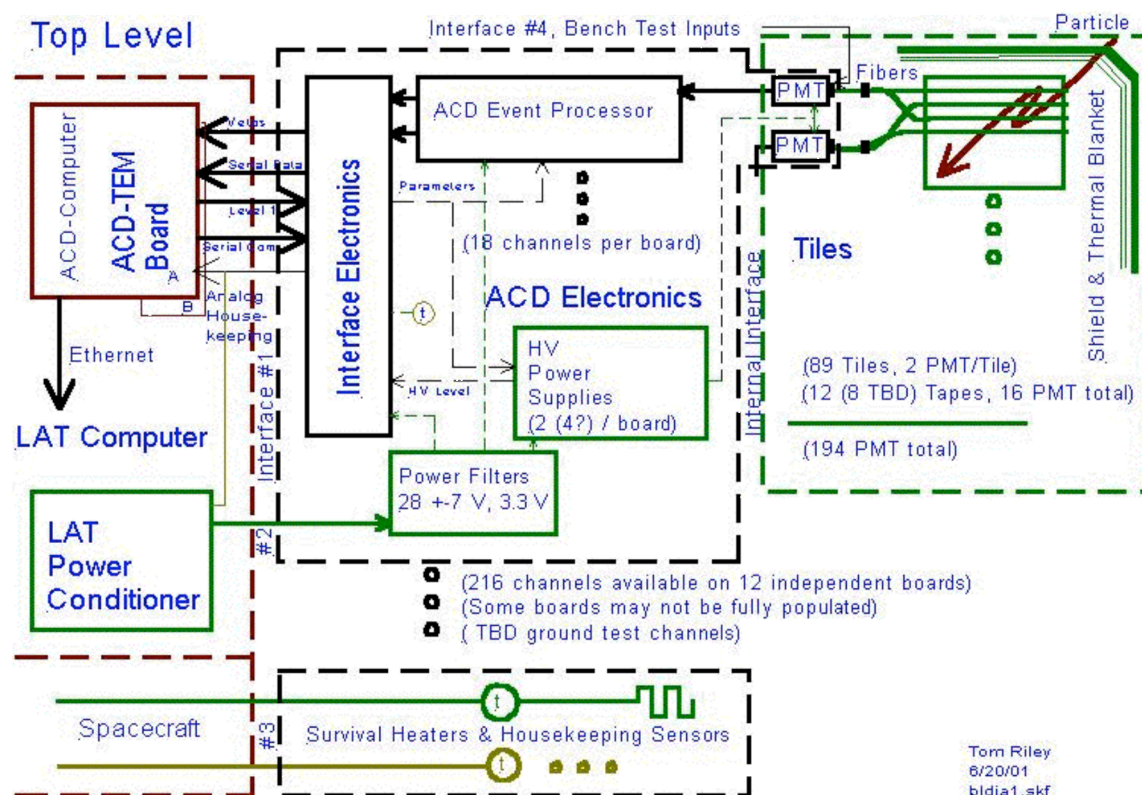 Top Level
Interface #4, Bench Test Inputs
Particle
Fibers
PMT
PMT
ACD Event Processor
Shield & Thermal Blanket
ACD-Computer
ACD-TEM
Board
A
B
Vetos
Serial Data
Level 1
Serial Com
Analog
House-
keeping
Interface Electronics
Parameters
(18 channels per board)
Tiles
ACD Electronics
t
HV
Power
Supplies
(2 (4?) / board)
HV Level
Internal Interface
(89 Tiles, 2 PMT/Tile)
(12 (8 TBD) Tapes, 16 PMT total)
(194 PMT total)
Ethernet
Interface #1
LAT Computer
Power Filters
28 +-7 V, 3.3 V
LAT
Power
Conditioner
#2
(216 channels available on 12 independent boards)
(Some boards may not be fully populated)
( TBD ground test channels)
Spacecraft
#3
t
Survival Heaters & Housekeeping Sensors
t
Tom Riley
6/20/01
bldia1.skf